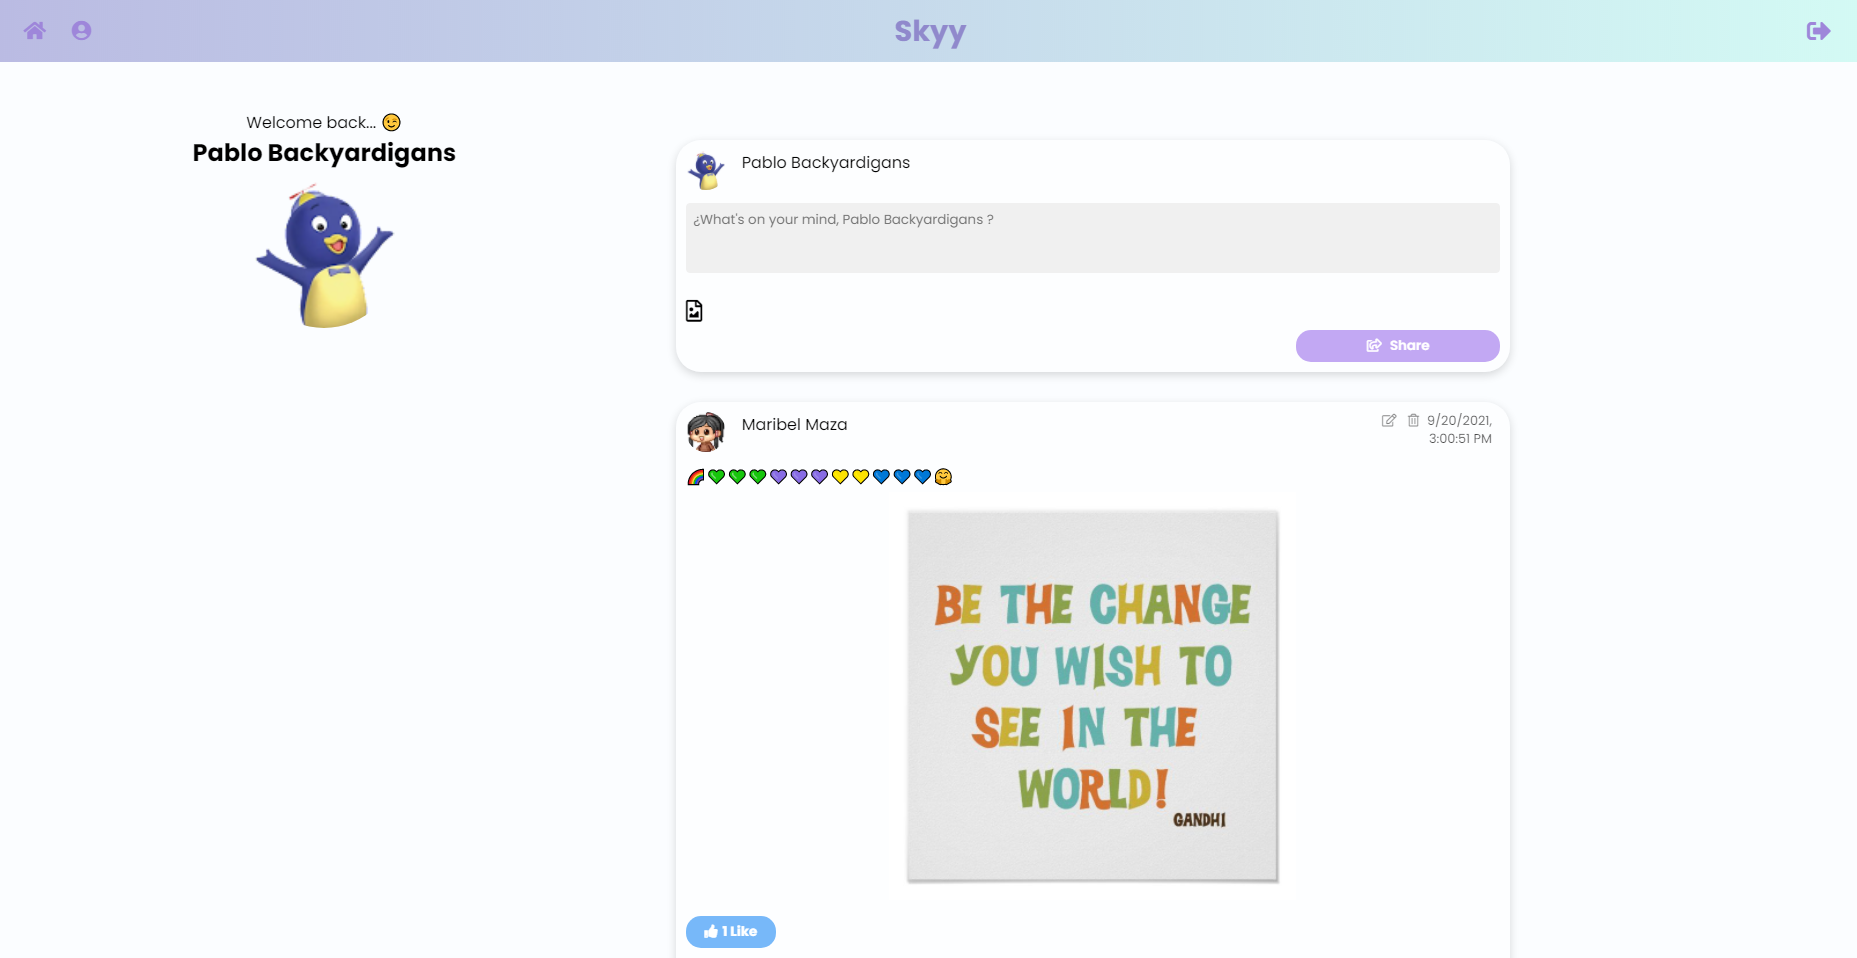 Skyy
Welcome back... 😉
Pablo Backyardigans
Pablo Backyardigans
¿What's on your mind, Pablo Backyardigans ?
Share
Maribel Maza
9/20/2021,
3:00:51 PM
🌈💚💚💚💜💜💜💛💛💙💙💙🤗
BE THE CHANGE
YOU WISH TO
SEE IN THE
WORLD!
GANDHI
1 Like